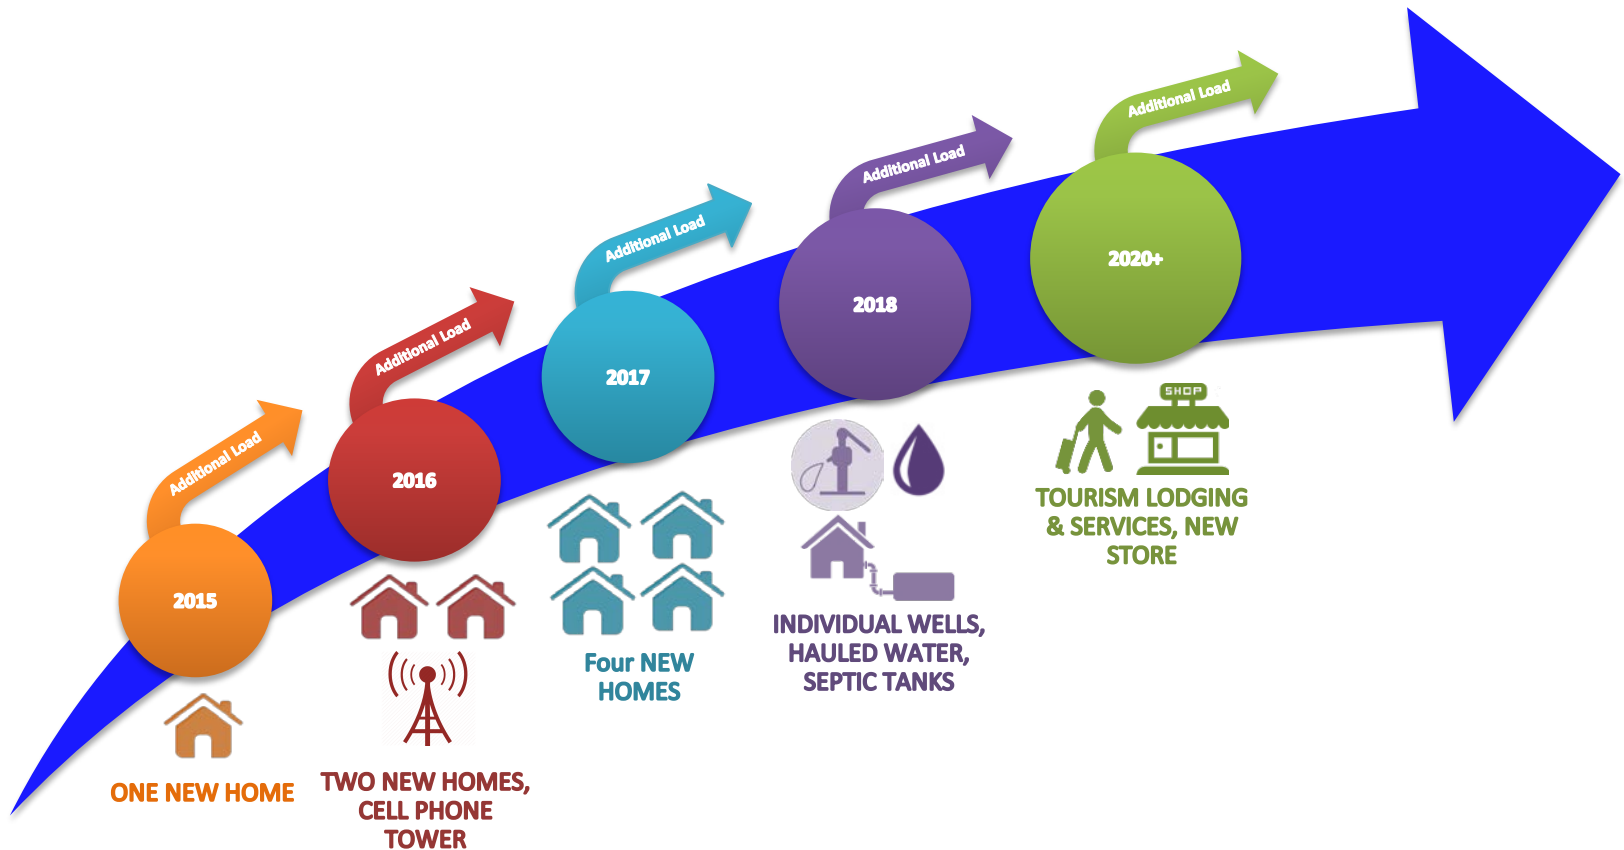 Additional Load
2015
ONE NEW HOME
Additional Load
2016
TWO NEW HOMES,
CELL PHONE
TOWER
Additional Load
2017
Four NEW
HOMES
Additional Load
2018
INDIVIDUAL WELLS,
HAULED WATER,
SEPTIC TANKS
Additional Load
2020+
SHOP
TOURISM LODGING
& SERVICES, NEW
STORE